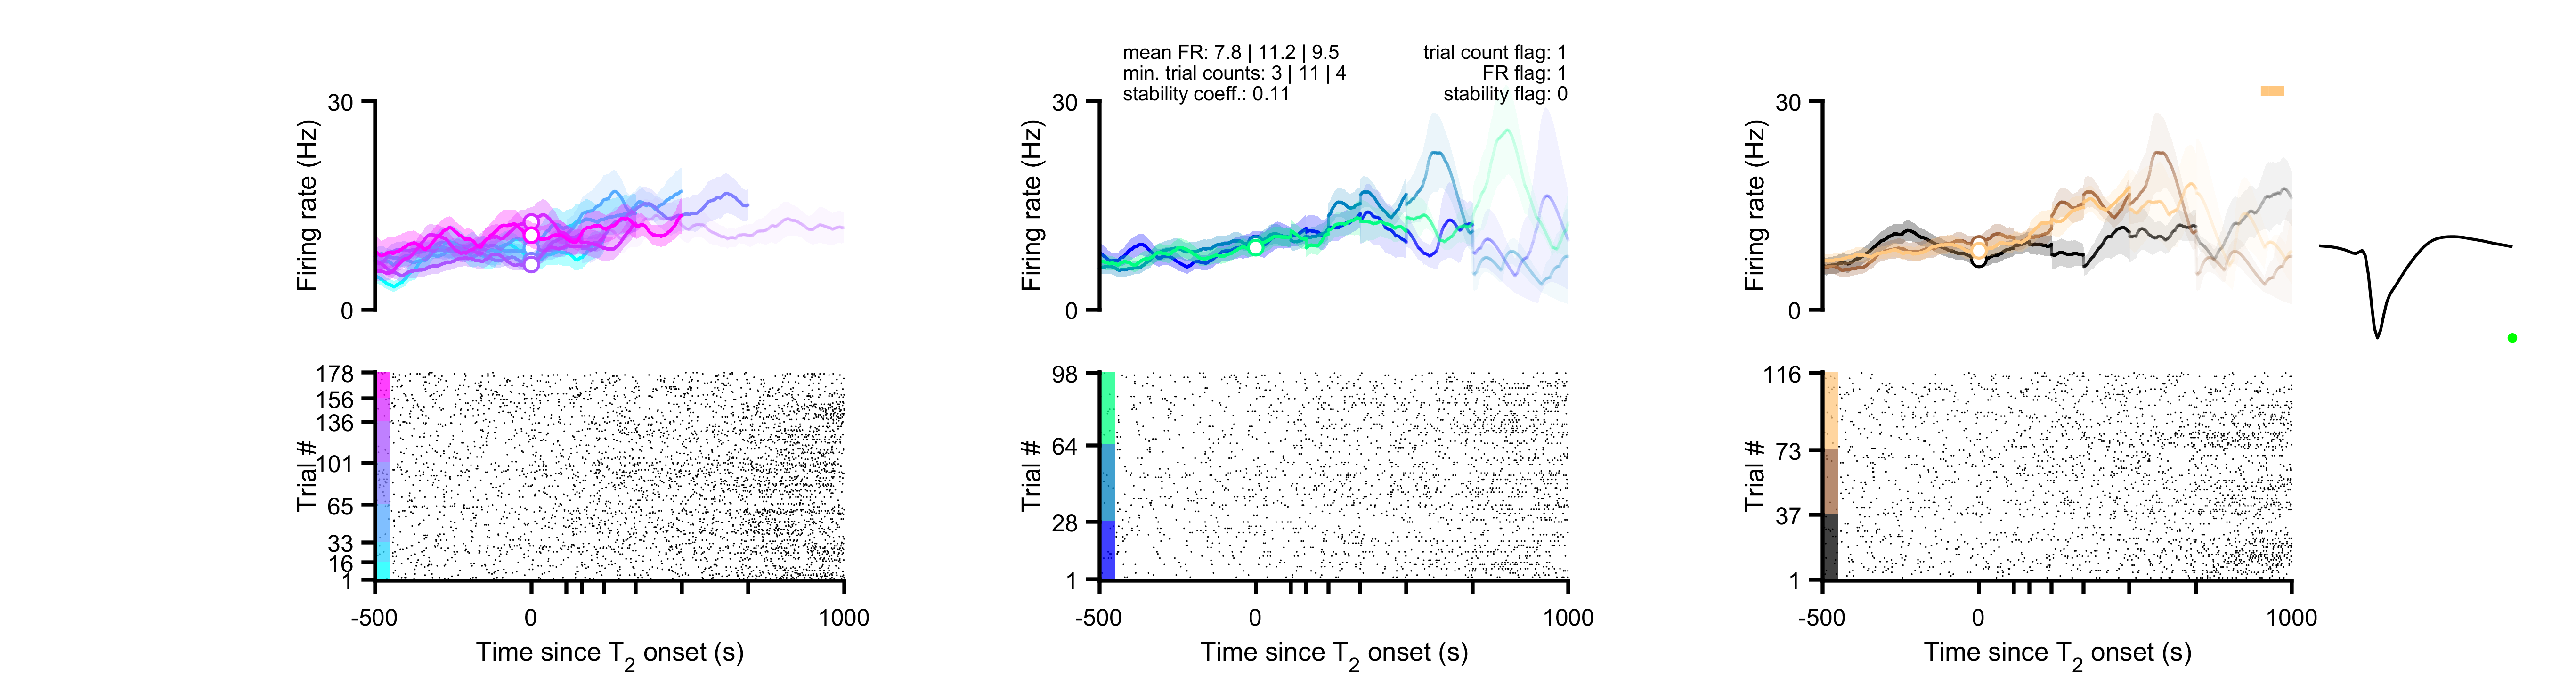 mean FR: 7.8 | 11.2 | 9.5
min. trial counts: 3 | 11 | 4
stability coeff.: 0.11
trial count flag: 1
FR flag: 1
stability flag: 0
30
0
Firing rate (Hz)
30
0
Firing rate (Hz)
30
0
Firing rate (Hz)
178
156
136
101
65
33
16
1
Trial #
-500
0
1000
Time since T2 onset (s)
98
64
28
1
Trial #
-500
0
1000
Time since T2 onset (s)
116
73
37
1
Trial #
-500
0
1000
Time since T2 onset (s)